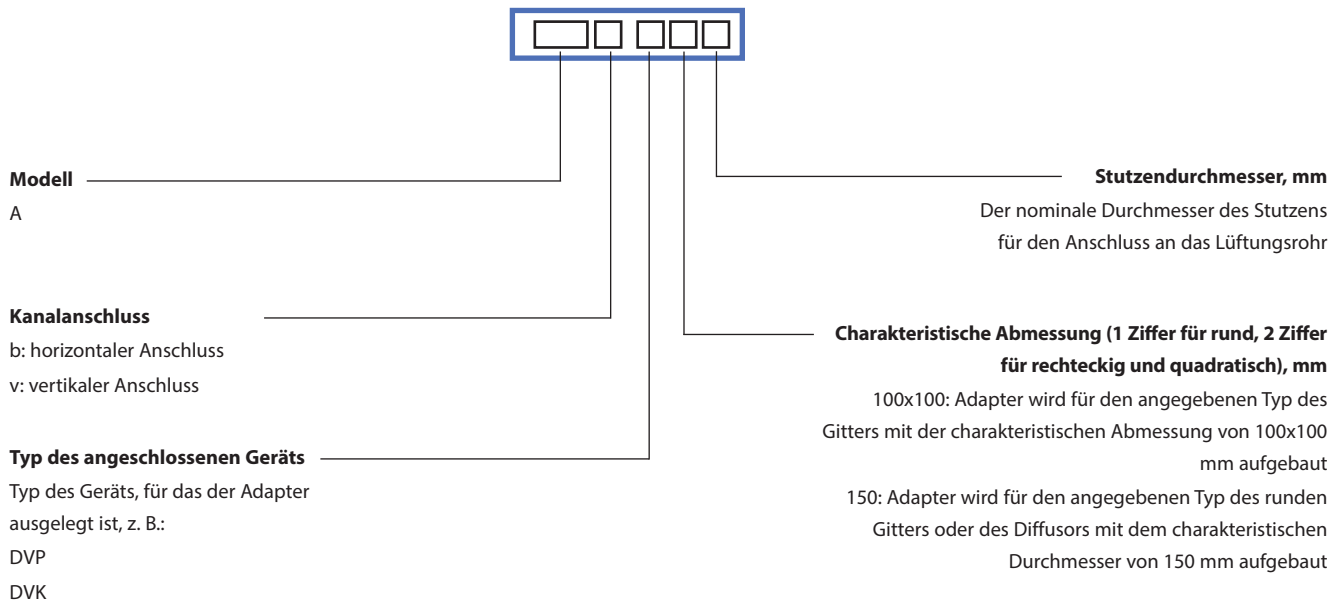 Modell
A
Kanalanschluss
b: horizontaler Anschluss
v: vertikaler Anschluss
Typ des angeschlossenen Geräts
Typ des Geräts, für das der Adapter
ausgelegt ist, z. B.:
DVP
DVK
Stutzendurchmesser, mm
Der nominale Durchmesser des Stutzens
für den Anschluss an das Lüftungsrohr
Charakteristische Abmessung (1 Ziffer für rund, 2 Ziffer
für rechteckig und quadratisch), mm
100x100: Adapter wird für den angegebenen Typ des
Gitters mit der charakteristischen Abmessung von 100x100
mm aufgebaut
150: Adapter wird für den angegebenen Typ des runden
Gitters oder des Diffusors mit dem charakteristischen
Durchmesser von 150 mm aufgebaut